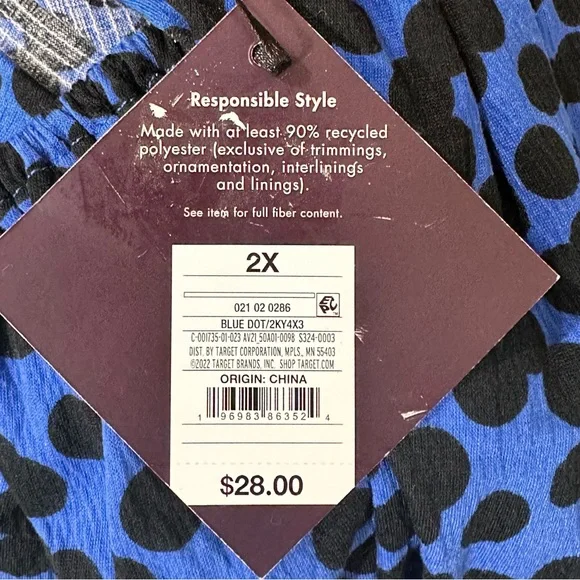 Responsible Style
Made with at least 90% recycled
polyester (exclusive of trimmings,
ornamentation, interlinings
and linings).
See item for full fiber content.
2X
021 02 0286
BLUE DOT/2KY4X3
C-001735-01-023 AV21_50A01-0098 S324-0003
DIST. BY TARGET CORPORATION, MPLS., MN 55403
©2022 TARGET BRANDS, INC. SHOP TARGET.COM
ORIGIN: CHINA
1 96983 86352 4
$28.00